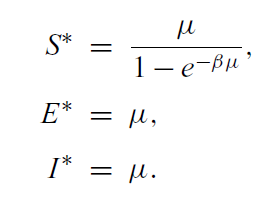 S* = μ / (1 − e^{−βμ}),
E* = μ,
I* = μ.